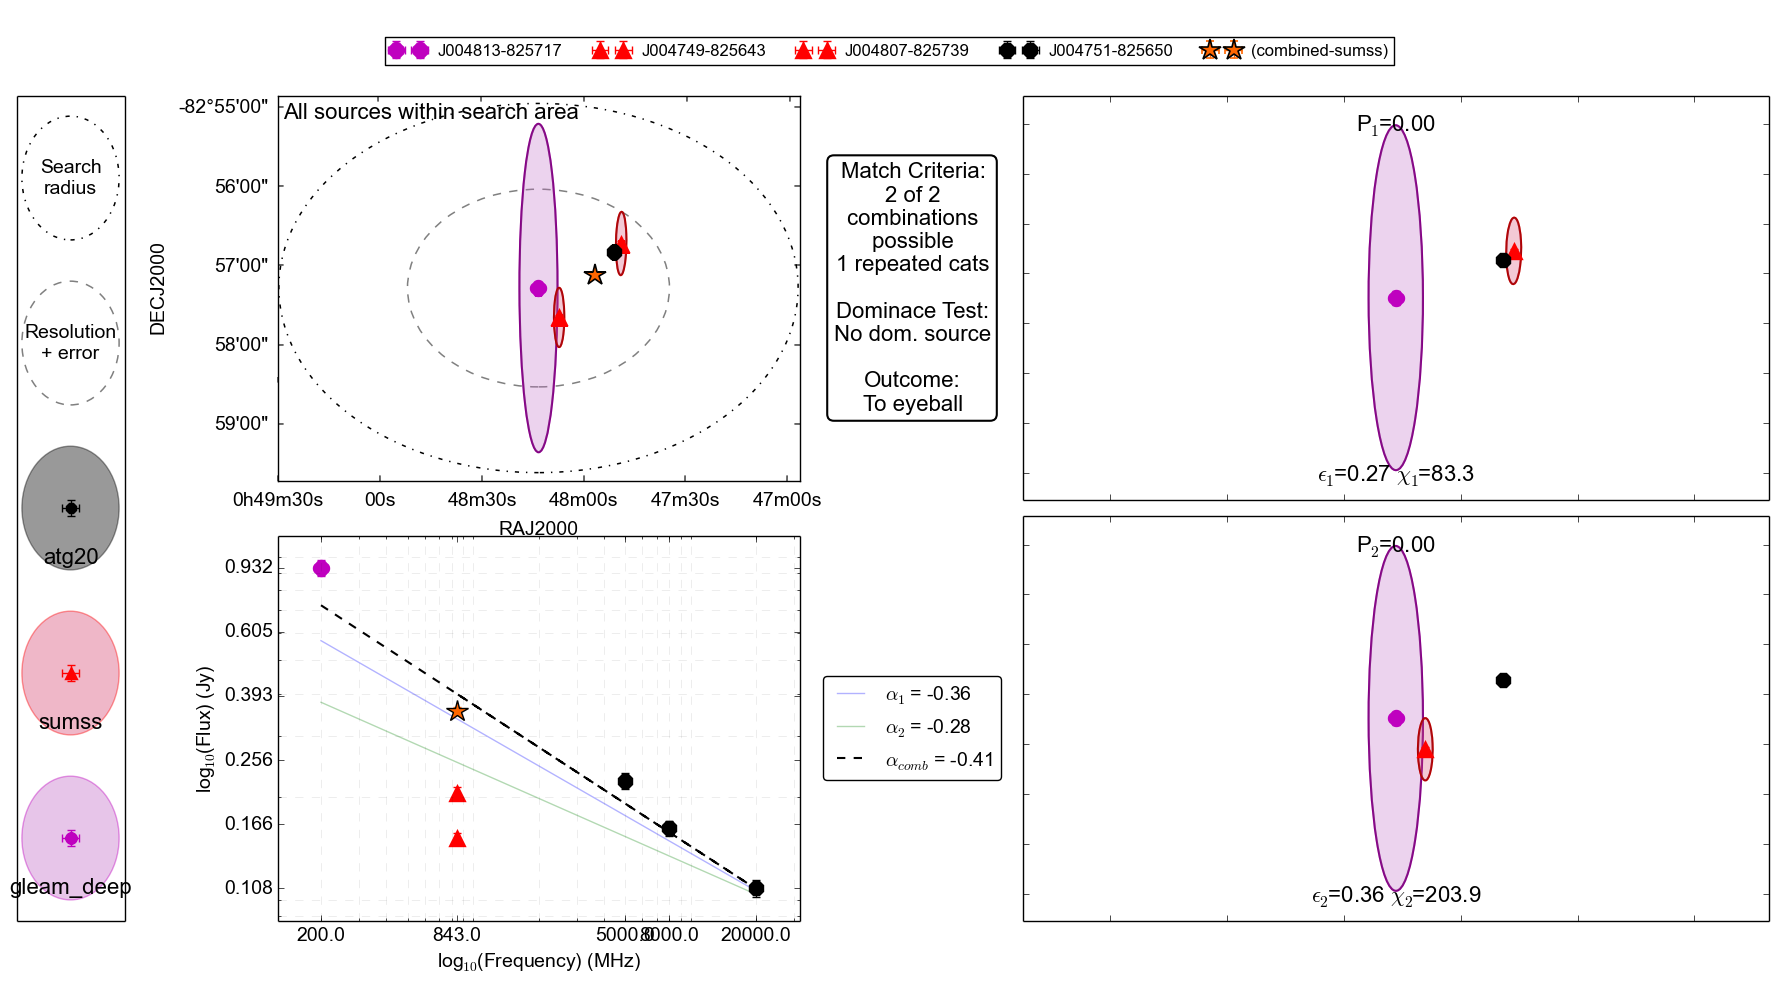 J004813-825717 J004749-825643 J004807-825739 J004751-825650 (combined-sumss)
Search
radius
Resolution
+ error
atg20
sumss
gleam_deep
All sources within search area
-82°55'00"
56'00"
57'00"
58'00"
59'00"
DECJ2000
0h49m30s 00s 48m30s 48m00s 47m30s 47m00s
RAJ2000
Match Criteria:
2 of 2
combinations
possible
1 repeated cats
Dominace Test:
No dom. source
Outcome:
To eyeball
P1=0.00
ϵ1=0.27 χ1=83.3
0.932
0.605
0.393
0.256
0.166
0.108
log10(Flux) (Jy)
200.0 843.0 5000.0 8000.0 20000.0
log10(Frequency) (MHz)
α1 = -0.36
α2 = -0.28
αcomb = -0.41
P2=0.00
ϵ2=0.36 χ2=203.9